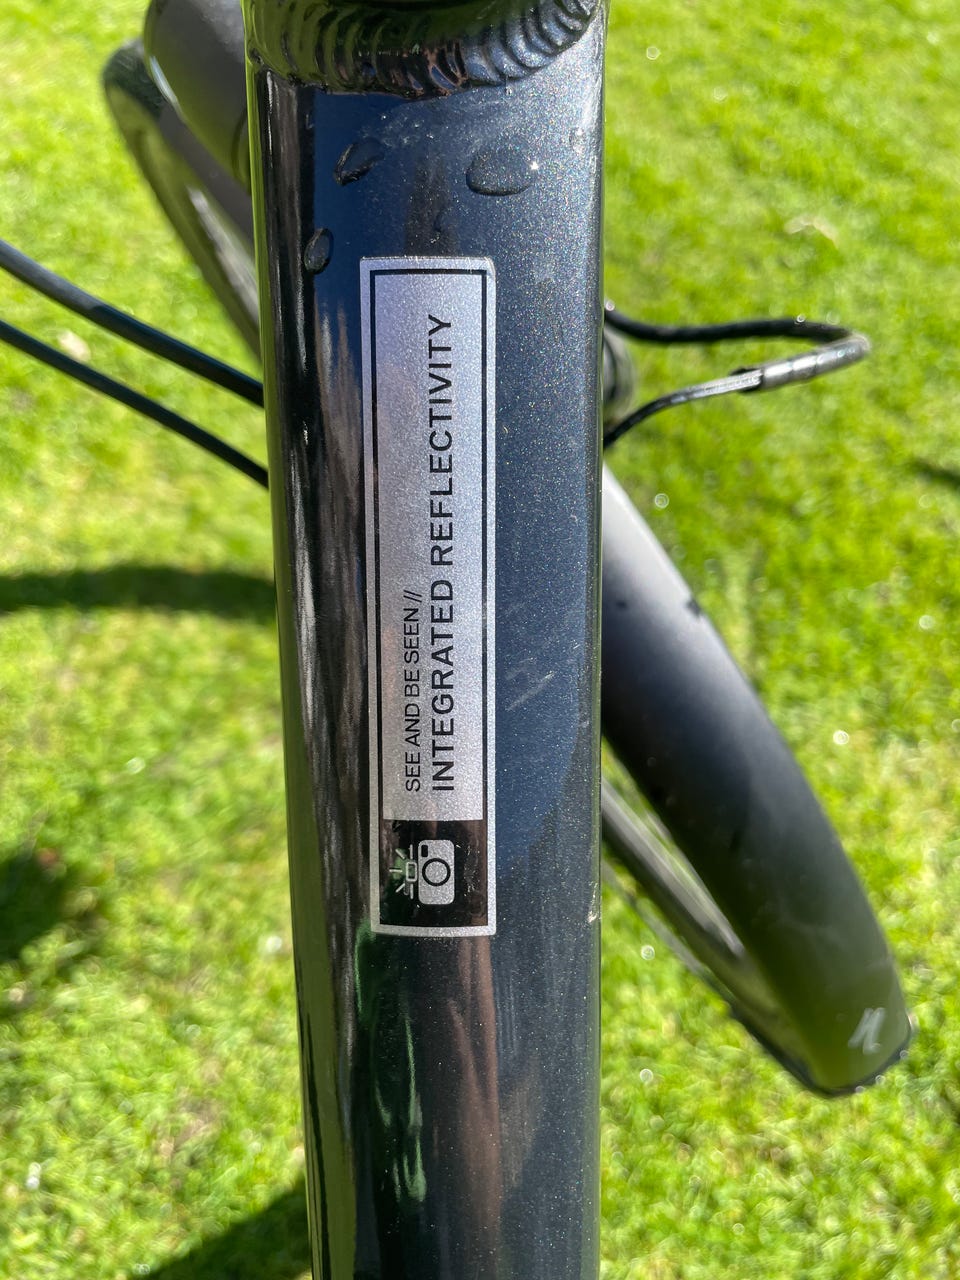 SEE AND BE SEEN //
INTEGRATED REFLECTIVITY